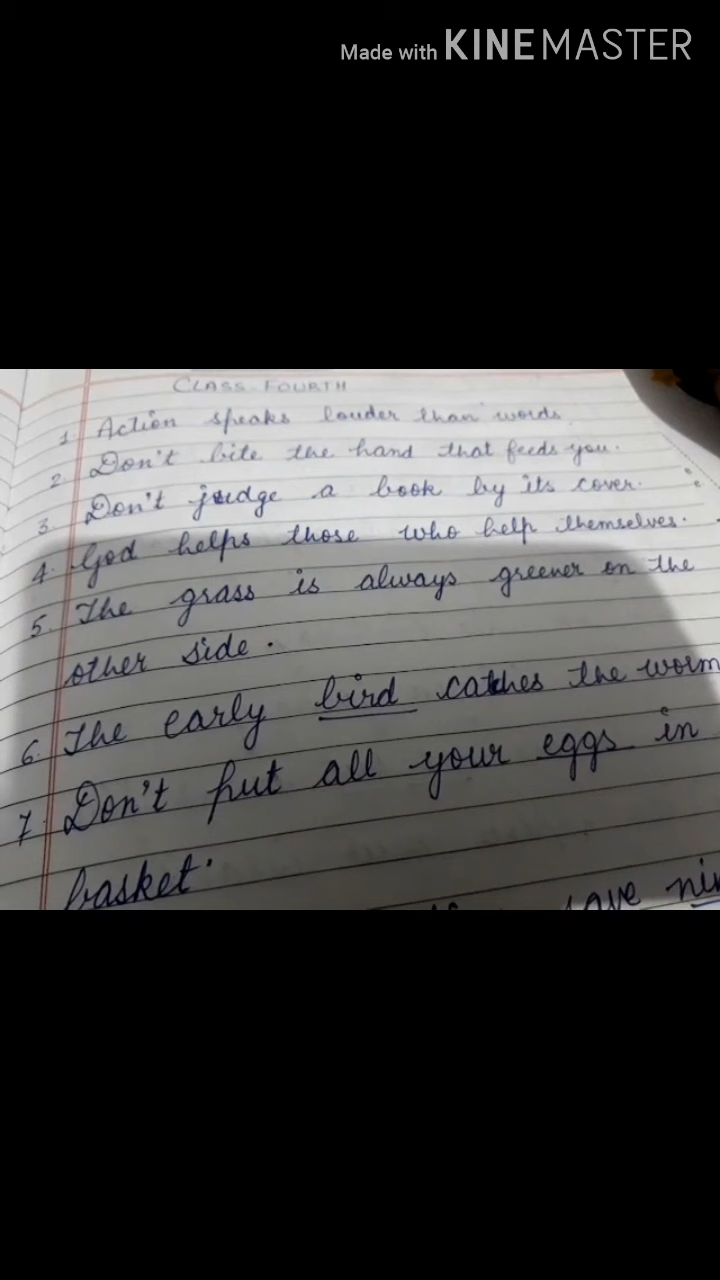 Made with KINEMASTER
CLASS-FOURTH
1. Action speaks louder than words.
2. Don't bite the hand that feeds you.
3. Don't judge a book by its cover.
4. God helps those who help themselves.
5. The grass is always greener on the
other side.
6. The early bird catches the worm
7. Don't put all your eggs in
basket.
save nin